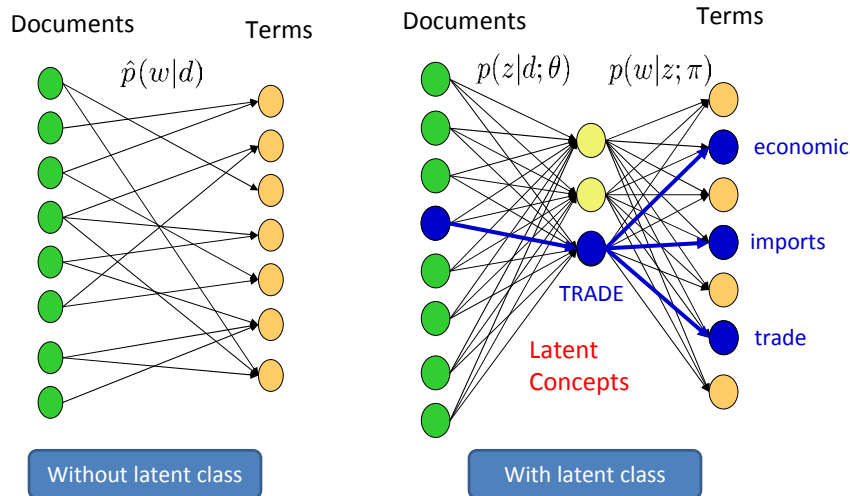 Documents
Terms
p̂(w|d)
Without latent class
Documents
Terms
p(z|d; θ)
p(w|z; π)
economic
imports
TRADE
trade
Latent
Concepts
With latent class